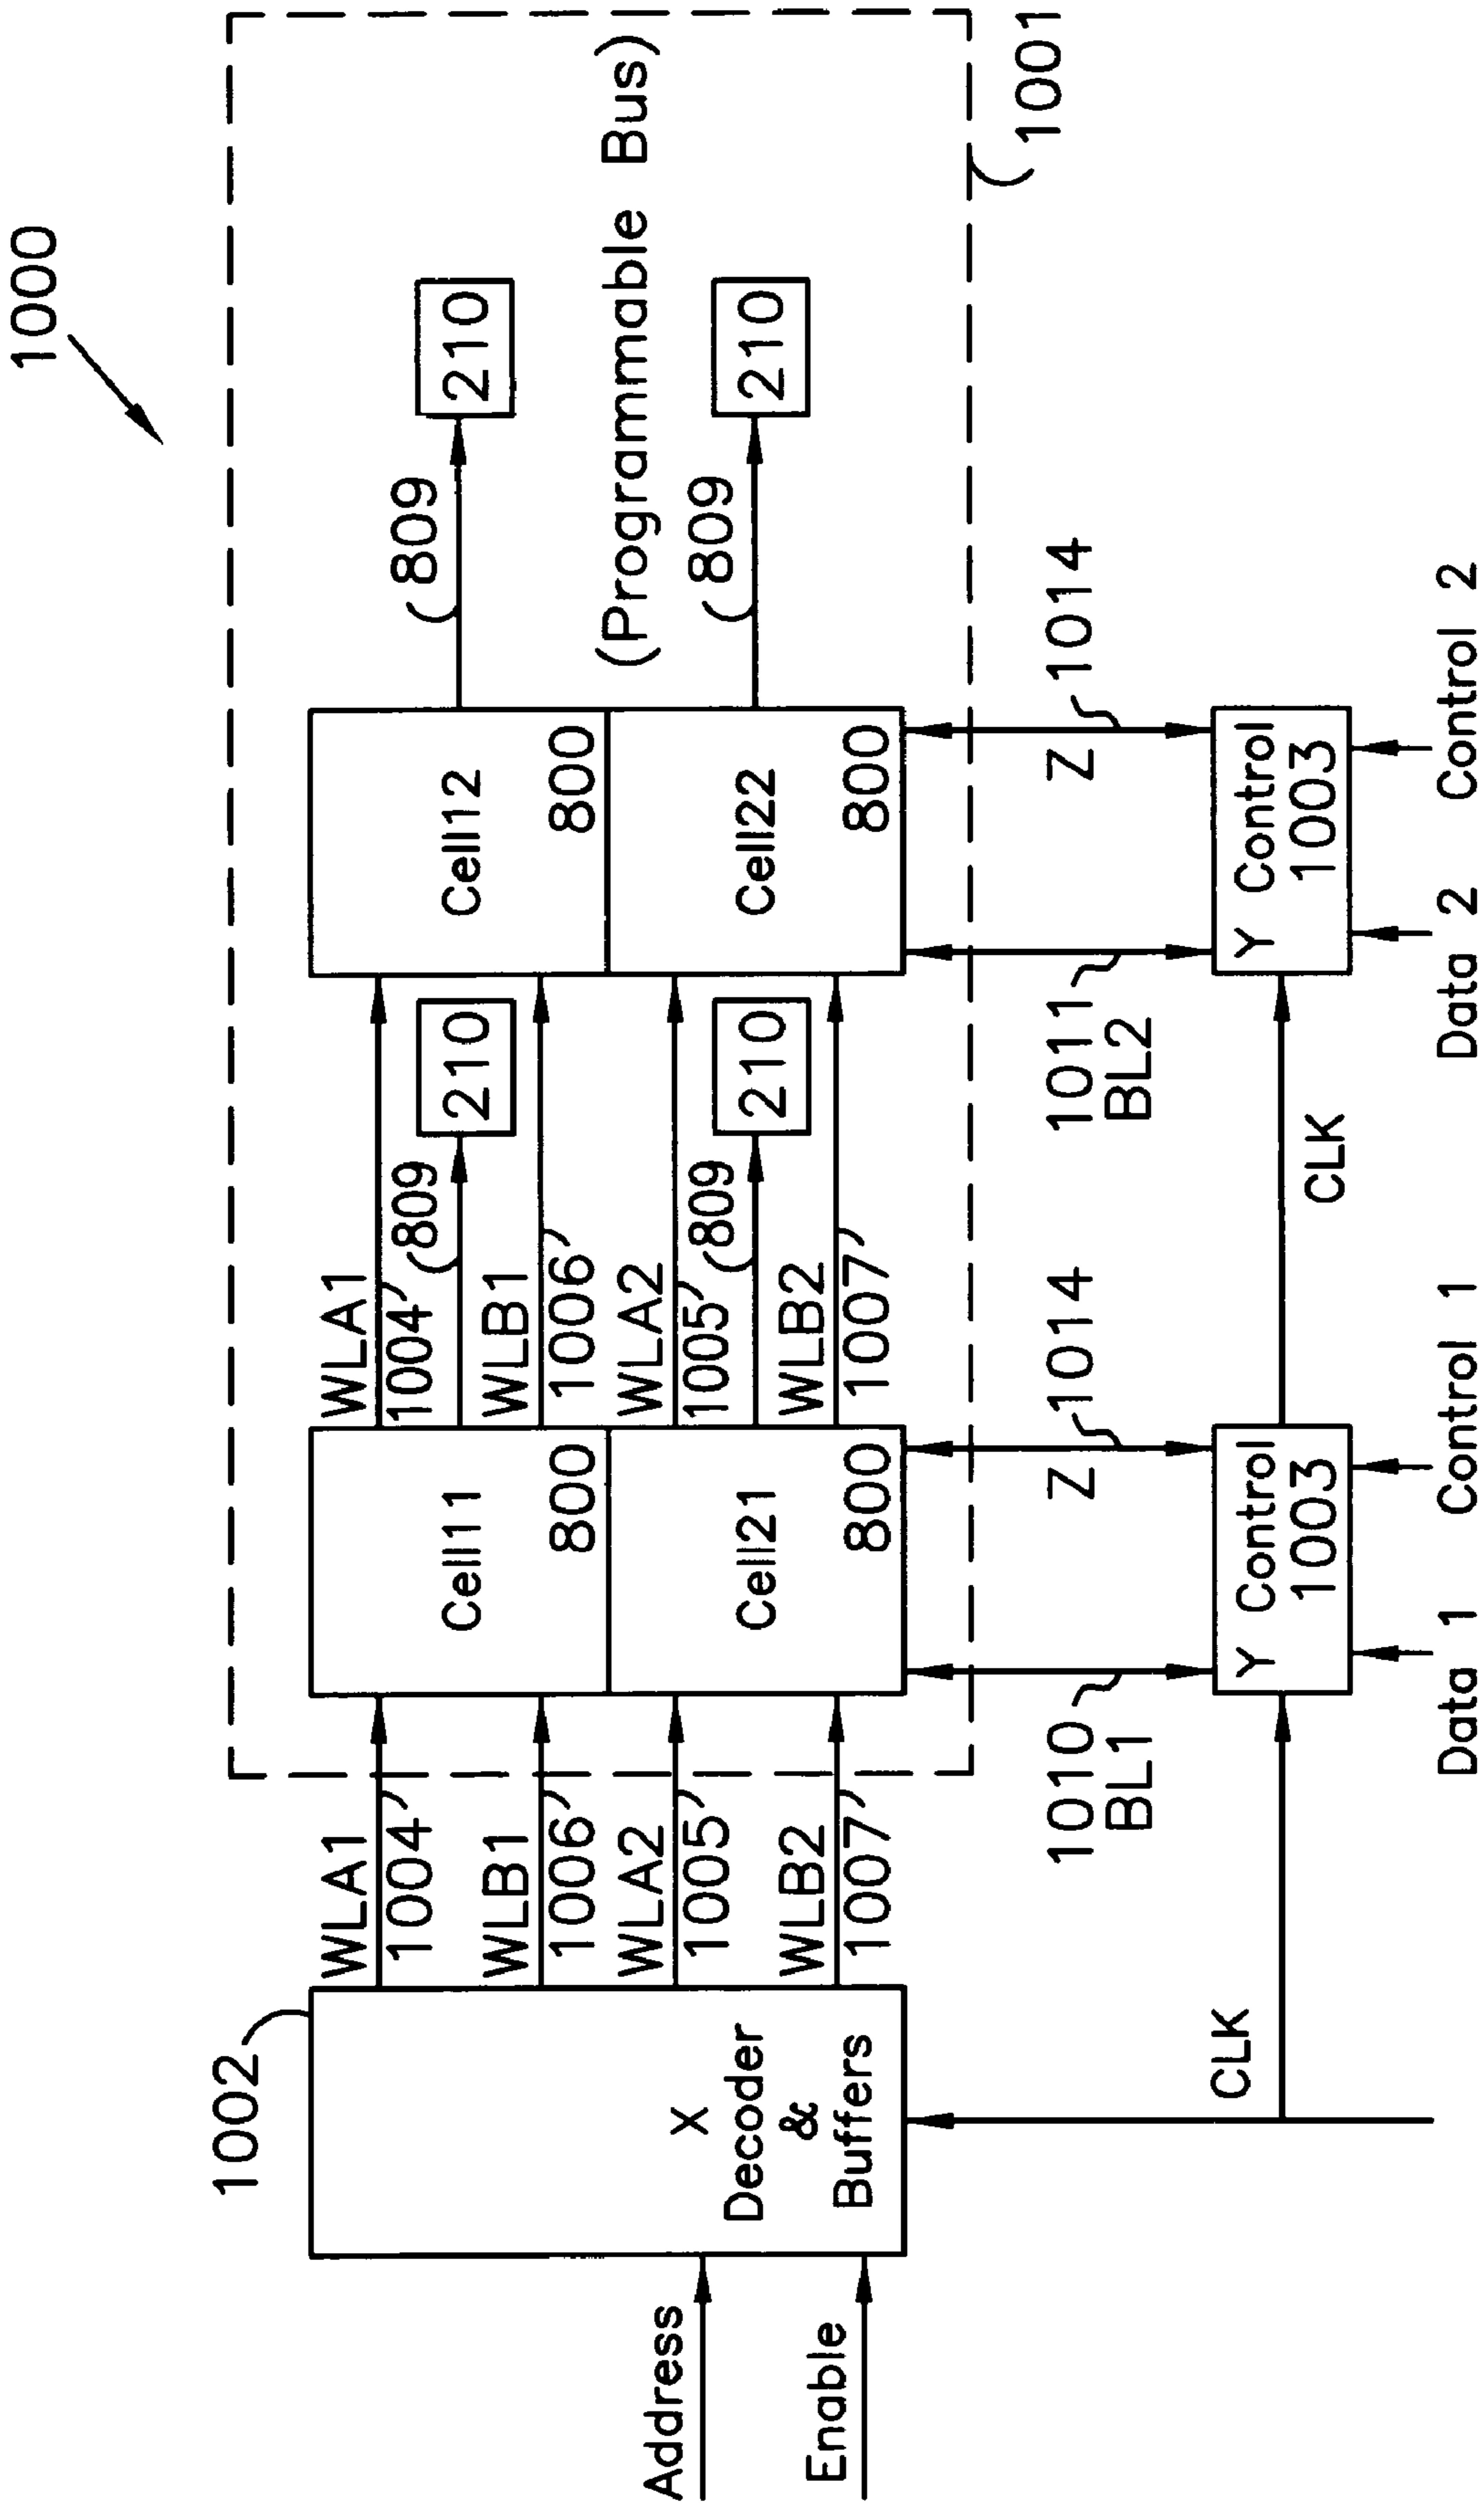 1000
1002
WLA1
1004
WLA1
1004
809
210
809
210
Cell11
800
Cell12
800
WLB1
1006
WLB1
1006
(Programmable Bus)
X
Decoder
&
Buffers
Address
Enable
WLA2
1005
WLA2
1005
809
210
809
210
Cell21
800
Cell22
800
WLB2
1007
WLB2
1007
1001
1010
BL1
Z
1014
1011
BL2
Z
1014
CLK
Y Control
1003
CLK
Y Control
1003
Data 1
Control 1
Data 2
Control 2